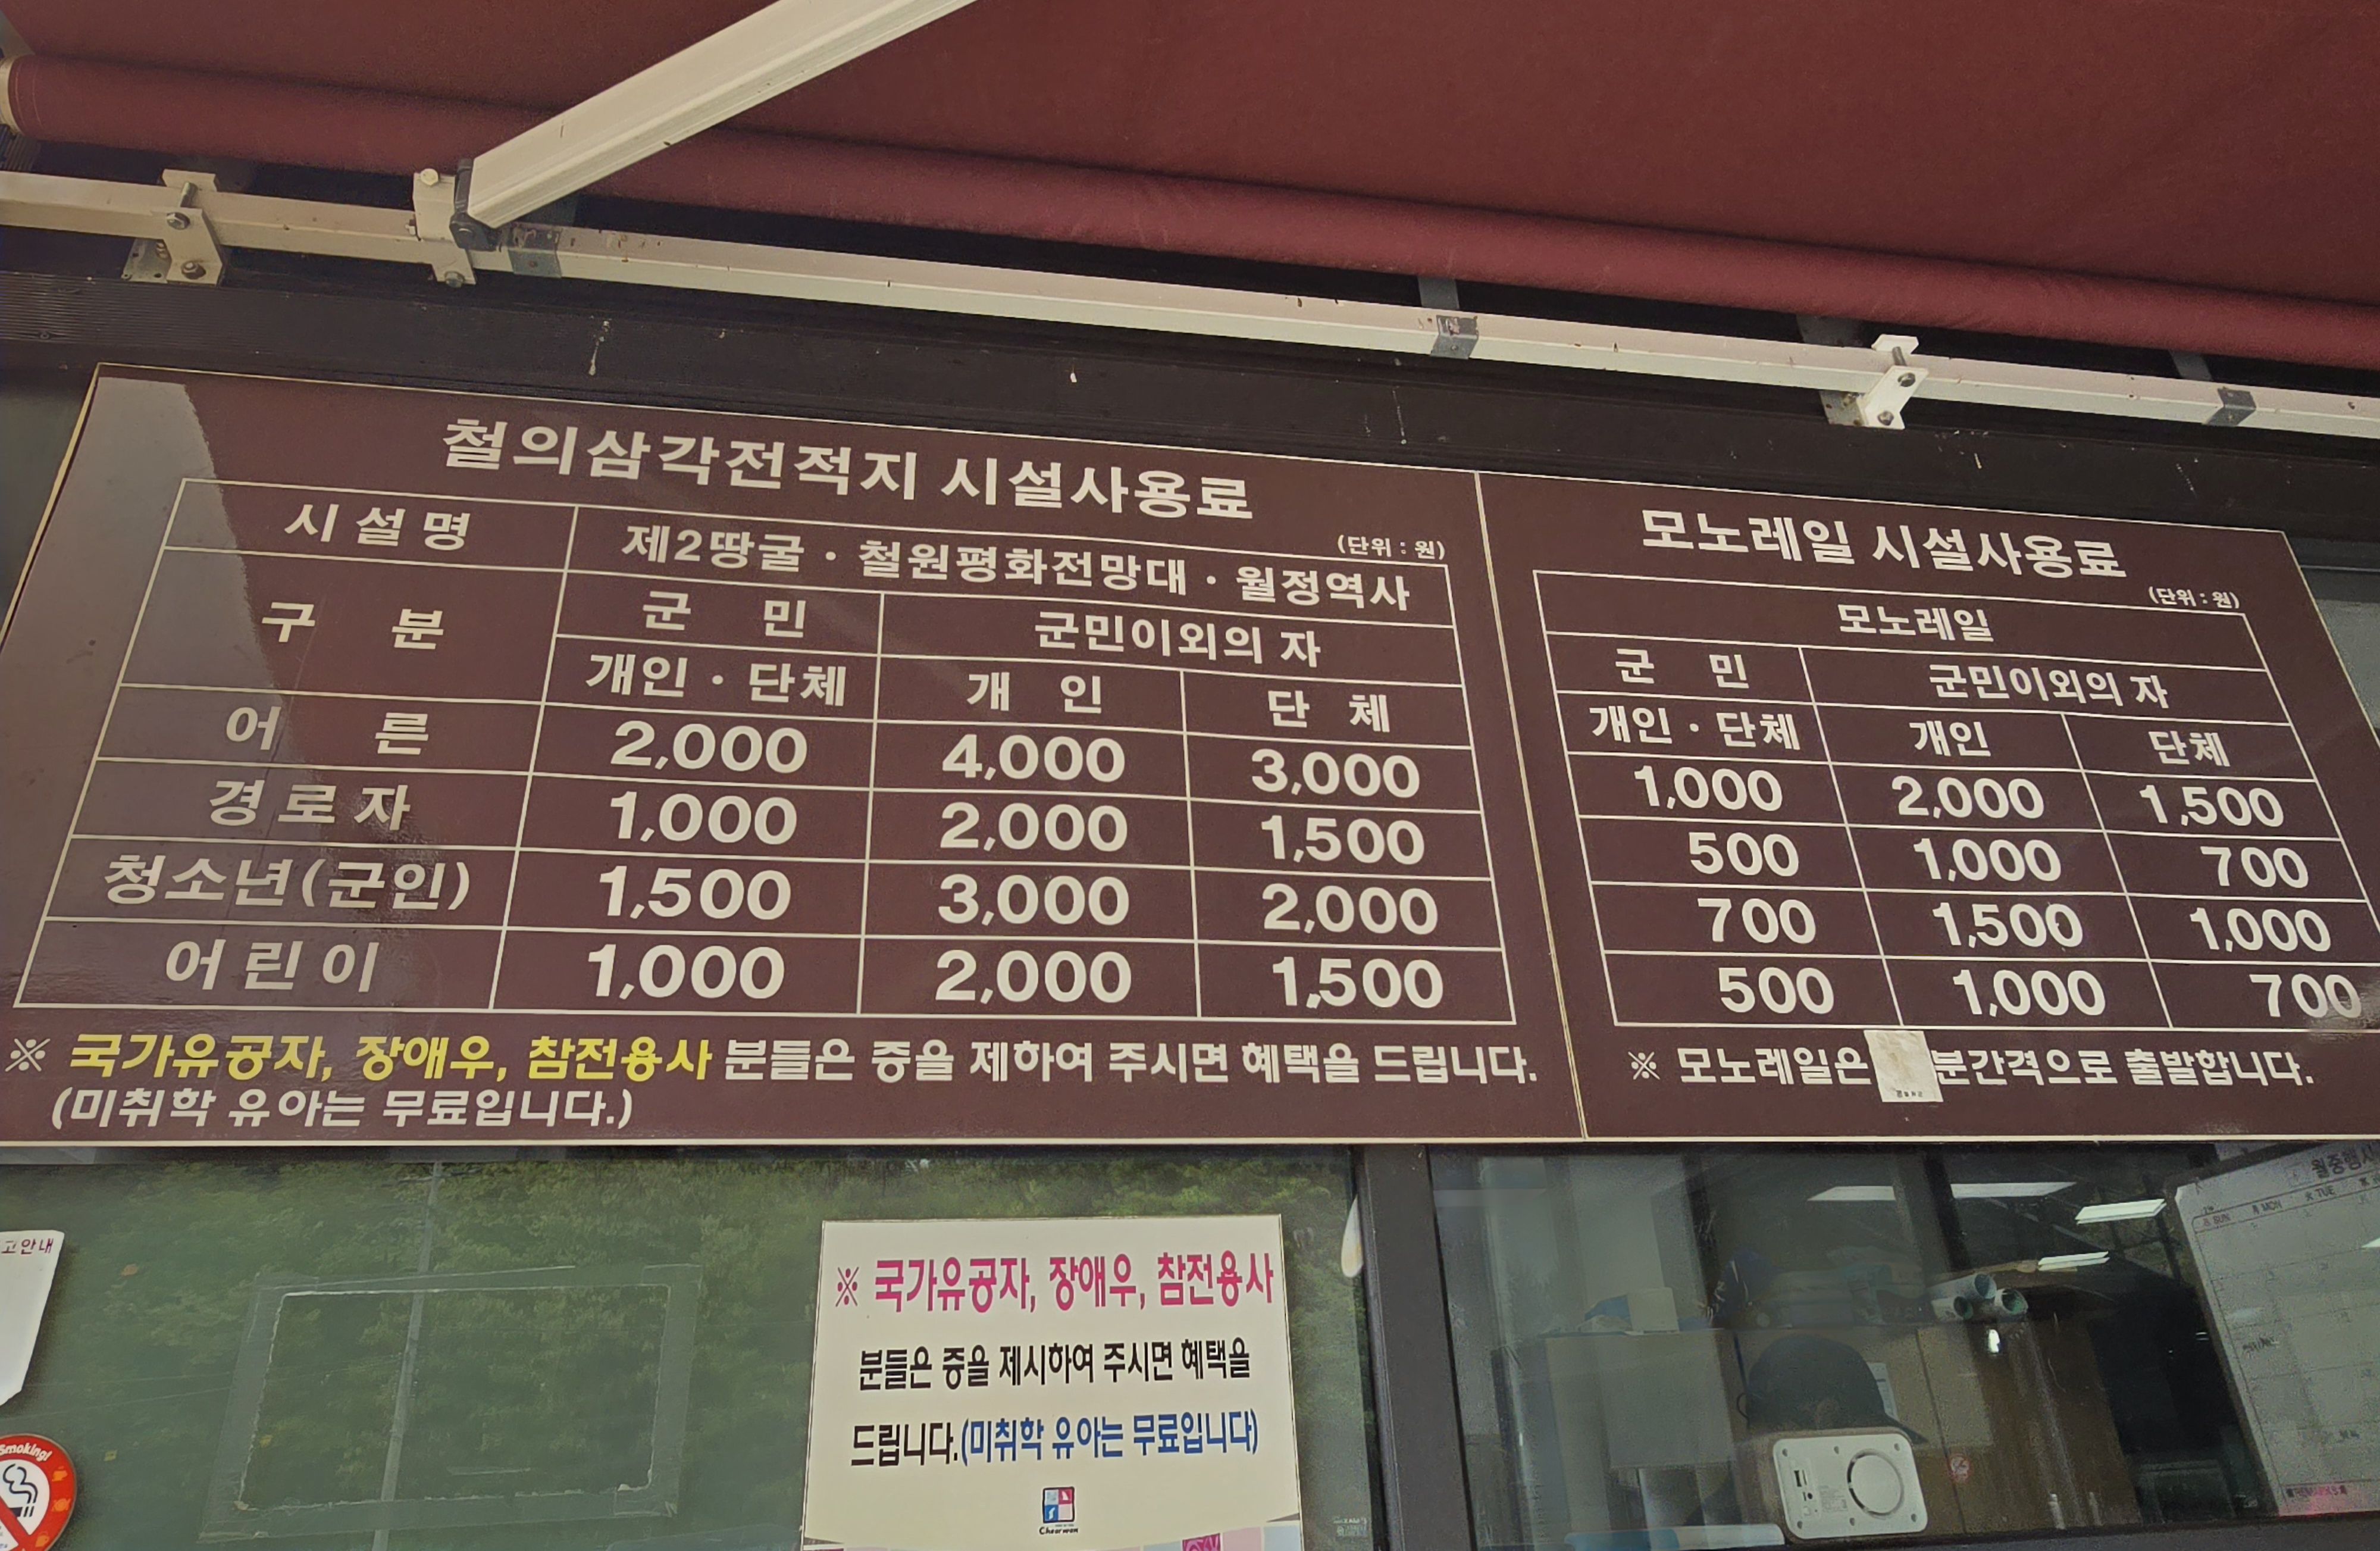 철의삼각전적지 시설사용료
(단위 : 원)
시설명 제2땅굴 · 철원평화전망대 · 월정역사
구 분 군 민 군민이외의 자
개인 · 단체 개 인 단 체
어 른 2,000 4,000 3,000
경로자 1,000 2,000 1,500
청소년(군인) 1,500 3,000 2,000
어린이 1,000 2,000 1,500
※ 국가유공자, 장애우, 참전용사 분들은 증을 제하여 주시면 혜택을 드립니다.
(미취학 유아는 무료입니다.)
모노레일 시설사용료
(단위 : 원)
모노레일
군 민 군민이외의 자
개인 · 단체 개인 단체
1,000 2,000 1,500
500 1,000 700
700 1,500 1,000
500 1,000 700
※ 모노레일은 분간격으로 출발합니다.
고안내
Smoking!
※ 국가유공자, 장애우, 참전용사
분들은 증을 제시하여 주시면 혜택을
드립니다.(미취학 유아는 무료입니다)
Cheorwon
월중행사
SUN MON TUE